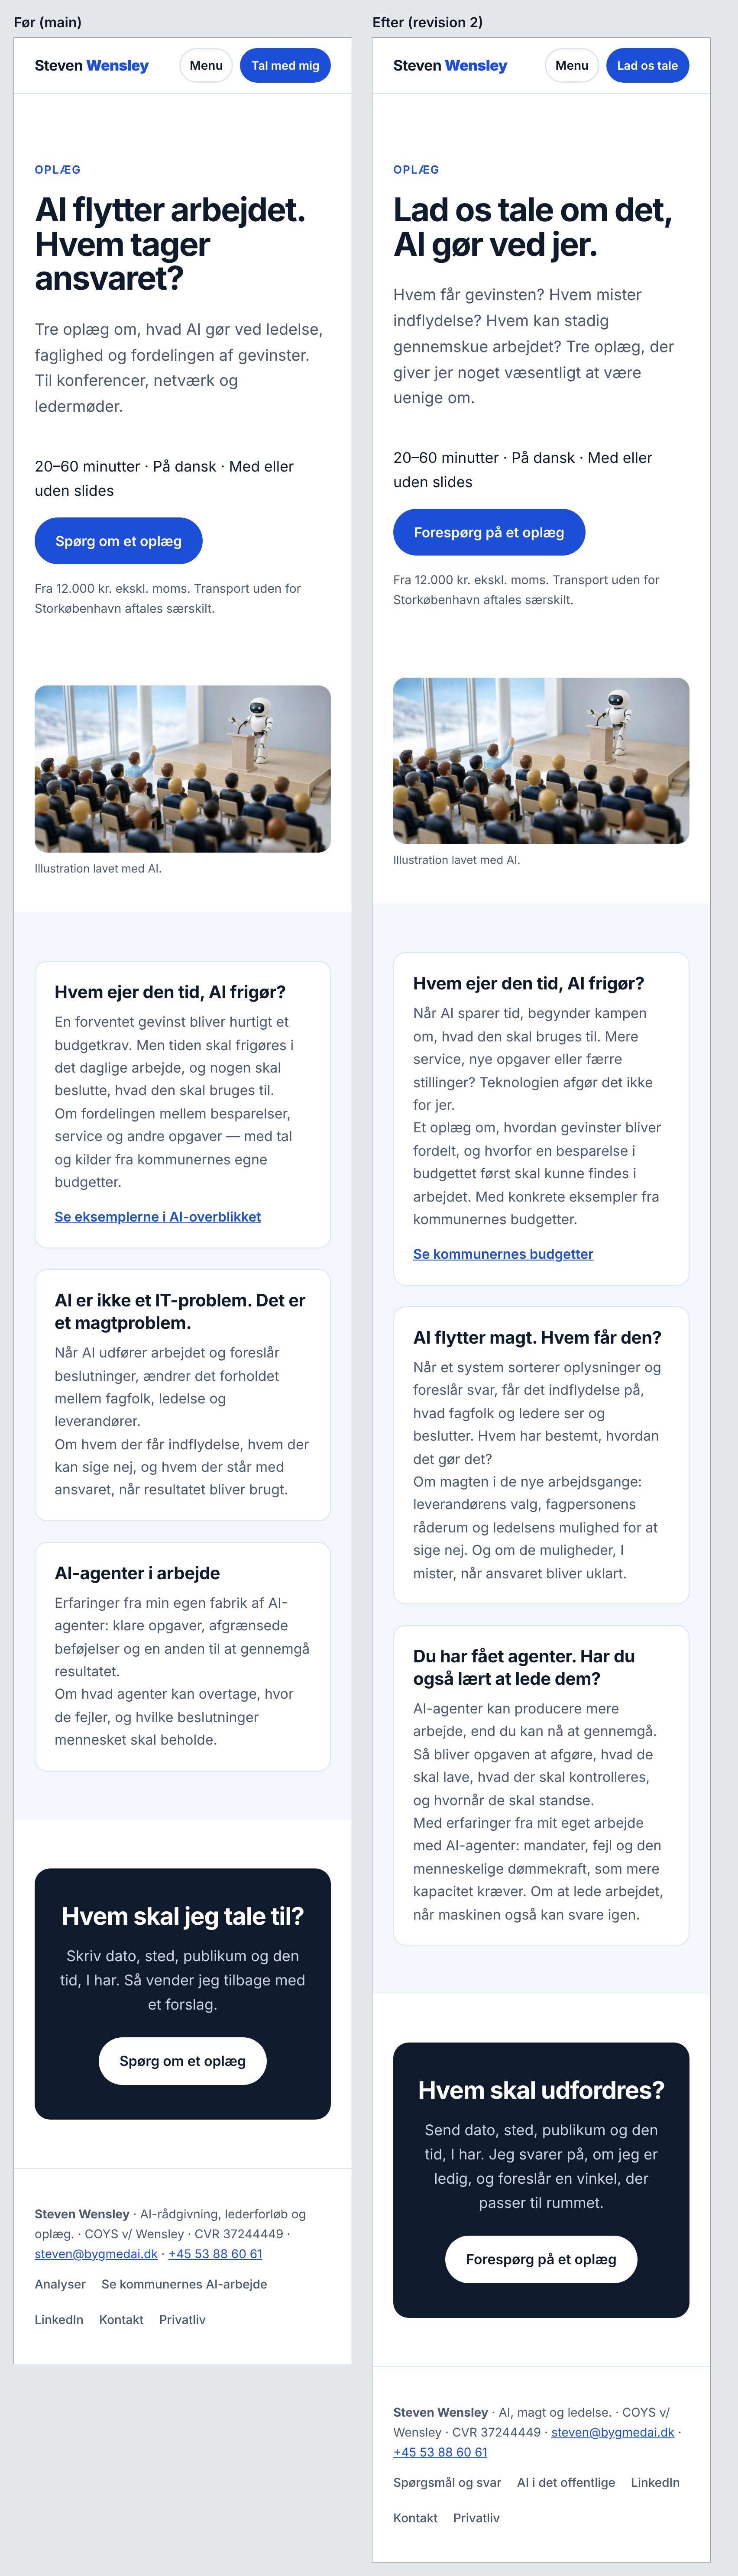 Før (main)
Steven Wensley
Menu
Tal med mig
OPLÆG
AI flytter arbejdet.
Hvem tager
ansvaret?
Tre oplæg om, hvad AI gør ved ledelse,
faglighed og fordelingen af gevinster.
Til konferencer, netværk og
ledermøder.
20–60 minutter · På dansk · Med eller
uden slides
Spørg om et oplæg
Fra 12.000 kr. ekskl. moms. Transport uden for
Storkøbenhavn aftales særskilt.
Illustration lavet med AI.
Hvem ejer den tid, AI frigør?
En forventet gevinst bliver hurtigt et
budgetkrav. Men tiden skal frigøres i
det daglige arbejde, og nogen skal
beslutte, hvad den skal bruges til.
Om fordelingen mellem besparelser,
service og andre opgaver — med tal
og kilder fra kommunernes egne
budgetter.
Se eksemplerne i AI-overblikket
AI er ikke et IT-problem. Det er
et magtproblem.
Når AI udfører arbejdet og foreslår
beslutninger, ændrer det forholdet
mellem fagfolk, ledelse og
leverandører.
Om hvem der får indflydelse, hvem der
kan sige nej, og hvem der står med
ansvaret, når resultatet bliver brugt.
AI-agenter i arbejde
Erfaringer fra min egen fabrik af AI-
agenter: klare opgaver, afgrænsede
beføjelser og en anden til at gennemgå
resultatet.
Om hvad agenter kan overtage, hvor
de fejler, og hvilke beslutninger
mennesket skal beholde.
Hvem skal jeg tale til?
Skriv dato, sted, publikum og den
tid, I har. Så vender jeg tilbage med
et forslag.
Spørg om et oplæg
Steven Wensley · AI-rådgivning, lederforløb og
oplæg. · COYS v/ Wensley · CVR 37244449 ·
steven@bygmedai.dk · +45 53 88 60 61
Analyser Se kommunernes AI-arbejde
LinkedIn Kontakt Privatliv
Efter (revision 2)
Steven Wensley
Menu
Lad os tale
OPLÆG
Lad os tale om det,
AI gør ved jer.
Hvem får gevinsten? Hvem mister
indflydelse? Hvem kan stadig
gennemskue arbejdet? Tre oplæg, der
giver jer noget væsentligt at være
uenige om.
20–60 minutter · På dansk · Med eller
uden slides
Forespørg på et oplæg
Fra 12.000 kr. ekskl. moms. Transport uden for
Storkøbenhavn aftales særskilt.
Illustration lavet med AI.
Hvem ejer den tid, AI frigør?
Når AI sparer tid, begynder kampen
om, hvad den skal bruges til. Mere
service, nye opgaver eller færre
stillinger? Teknologien afgør det ikke
for jer.
Et oplæg om, hvordan gevinster bliver
fordelt, og hvorfor en besparelse i
budgettet først skal kunne findes i
arbejdet. Med konkrete eksempler fra
kommunernes budgetter.
Se kommunernes budgetter
AI flytter magt. Hvem får den?
Når et system sorterer oplysninger og
foreslår svar, får det indflydelse på,
hvad fagfolk og ledere ser og
beslutter. Hvem har bestemt, hvordan
det gør det?
Om magten i de nye arbejdsgange:
leverandørens valg, fagpersonens
råderum og ledelsens mulighed for at
sige nej. Og om de muligheder, I
mister, når ansvaret bliver uklart.
Du har fået agenter. Har du
også lært at lede dem?
AI-agenter kan producere mere
arbejde, end du kan nå at gennemgå.
Så bliver opgaven at afgøre, hvad de
skal lave, hvad der skal kontrolleres,
og hvornår de skal standse.
Med erfaringer fra mit eget arbejde
med AI-agenter: mandater, fejl og den
menneskelige dømmekraft, som mere
kapacitet kræver. Om at lede arbejdet,
når maskinen også kan svare igen.
Hvem skal udfordres?
Send dato, sted, publikum og den
tid, I har. Jeg svarer på, om jeg er
ledig, og foreslår en vinkel, der
passer til rummet.
Forespørg på et oplæg
Steven Wensley · AI, magt og ledelse. · COYS v/
Wensley · CVR 37244449 · steven@bygmedai.dk ·
+45 53 88 60 61
Spørgsmål og svar AI i det offentlige LinkedIn
Kontakt Privatliv